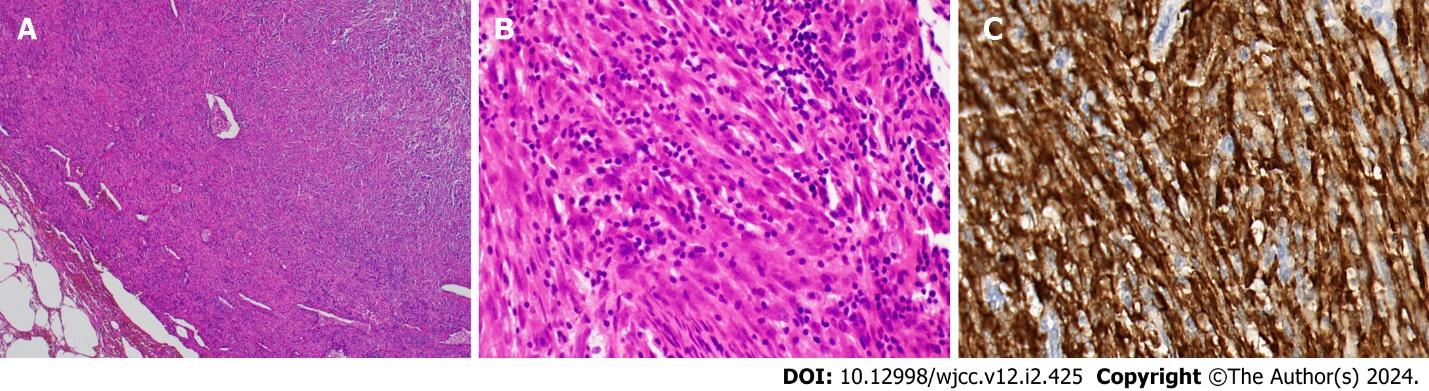 A
B
C
DOI: 10.12998/wjcc.v12.i2.425 Copyright ©The Author(s) 2024.